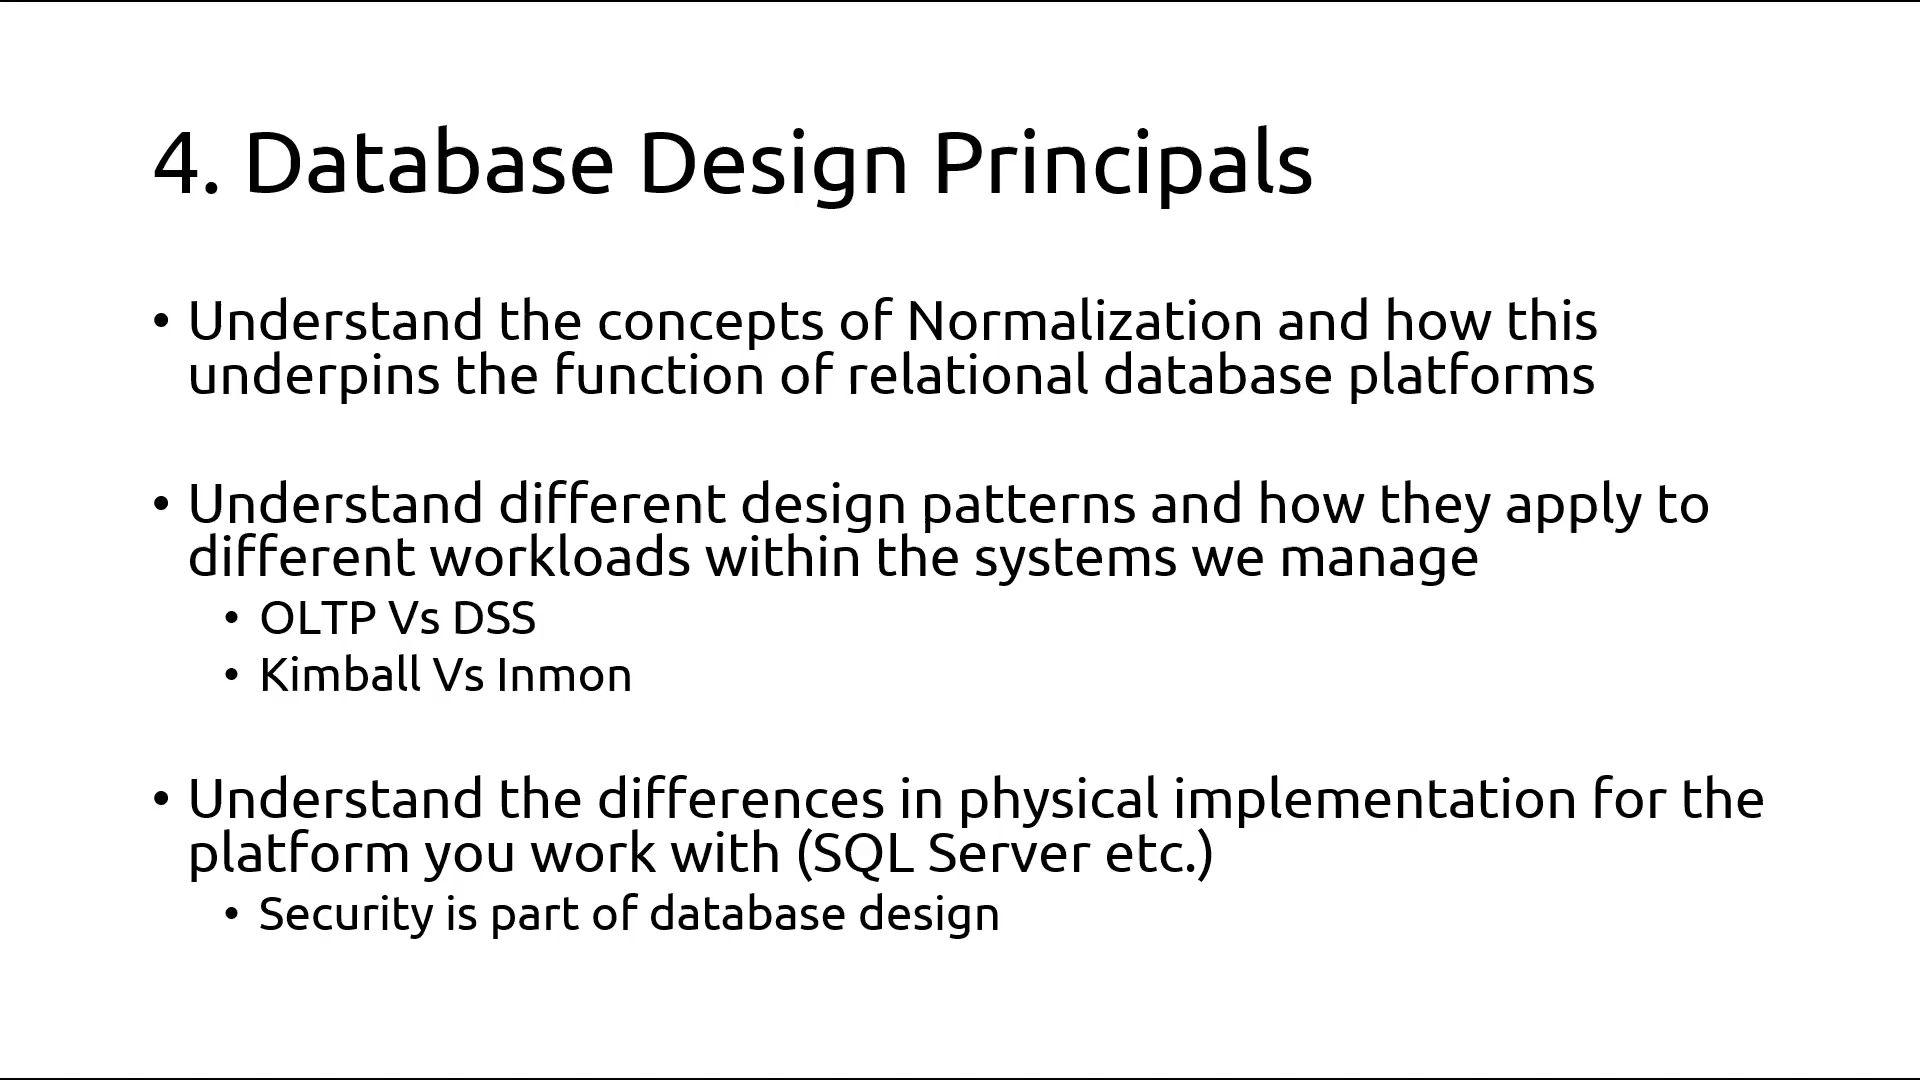 4. Database Design Principals
• Understand the concepts of Normalization and how this
underpins the function of relational database platforms
• Understand different design patterns and how they apply to
different workloads within the systems we manage
• OLTP Vs DSS
• Kimball Vs Inmon
• Understand the differences in physical implementation for the
platform you work with (SQL Server etc.)
• Security is part of database design